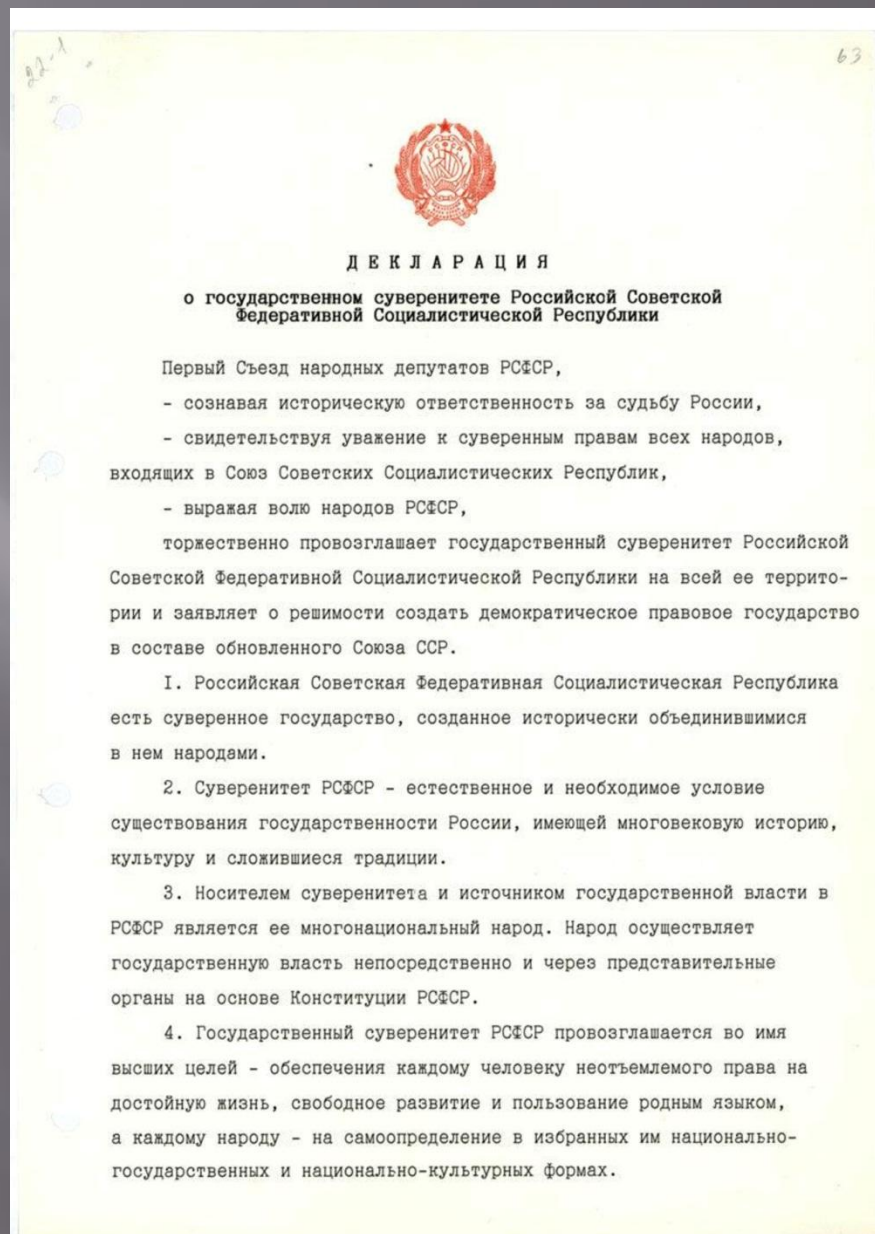 22-1
63
РСФСР
ДЕКЛАРАЦИЯ
о государственном суверенитете Российской Советской
Федеративной Социалистической Республики
Первый Съезд народных депутатов РСФСР,
- сознавая историческую ответственность за судьбу России,
- свидетельствуя уважение к суверенным правам всех народов,
входящих в Союз Советских Социалистических Республик,
- выражая волю народов РСФСР,
торжественно провозглашает государственный суверенитет Российской
Советской Федеративной Социалистической Республики на всей ее террито-
рии и заявляет о решимости создать демократическое правовое государство
в составе обновленного Союза ССР.
I. Российская Советская Федеративная Социалистическая Республика
есть суверенное государство, созданное исторически объединившимися
в нем народами.
2. Суверенитет РСФСР - естественное и необходимое условие
существования государственности России, имеющей многовековую историю,
культуру и сложившиеся традиции.
3. Носителем суверенитета и источником государственной власти в
РСФСР является ее многонациональный народ. Народ осуществляет
государственную власть непосредственно и через представительные
органы на основе Конституции РСФСР.
4. Государственный суверенитет РСФСР провозглашается во имя
высших целей - обеспечения каждому человеку неотъемлемого права на
достойную жизнь, свободное развитие и пользование родным языком,
а каждому народу - на самоопределение в избранных им национально-
государственных и национально-культурных формах.